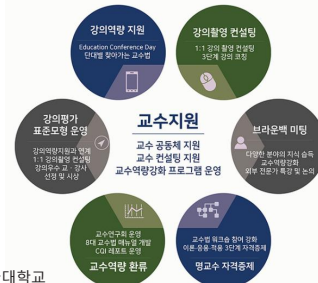 강의역량 지원
Education Conference Day
단대별 찾아가는 교수법
강의촬영 컨설팅
1:1 강의 촬영 컨설팅
3단계 강의 코칭
강의평가
표준모형 운영
강의역량지원과 연계
1:1 강의촬영 컨설팅
강의우수 교·강사
선정 및 시상
교수지원
교수 공동체 지원
교수 컨설팅 지원
교수역량강화 프로그램 운영
브라운백 미팅
다양한 분야의 지식 습득
교수역량강화
외부 전문가 특강 및 논의
교수연구회 운영
8대 교수법 매뉴얼 개발
CQI 레포트 운영
교수역량 환류
교수법 워크숍 참여 강화
이론·응용·적용 3단계 자격증제
명교수 자격증제
대학교